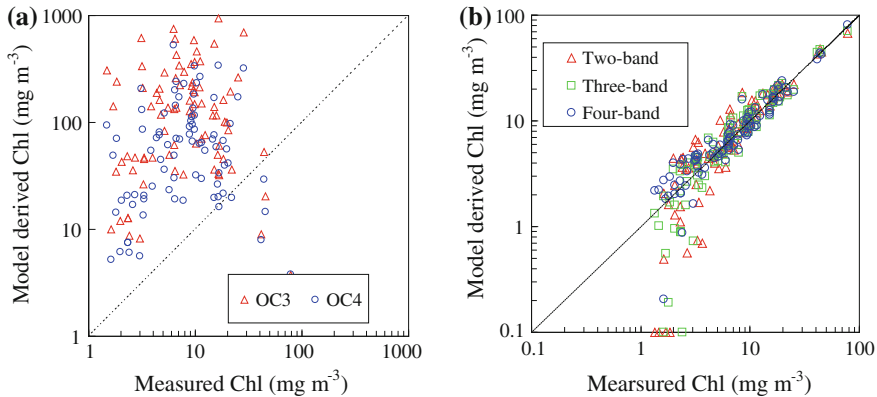 (a)
Model derived Chl (mg m⁻³)
1000
100
10
1
1 10 100 1000
Measured Chl (mg m⁻³)
OC3 OC4
(b)
Model derived Chl (mg m⁻³)
100
10
1
0.1
0.1 1 10 100
Mearsured Chl (mg m⁻³)
Two-band
Three-band
Four-band